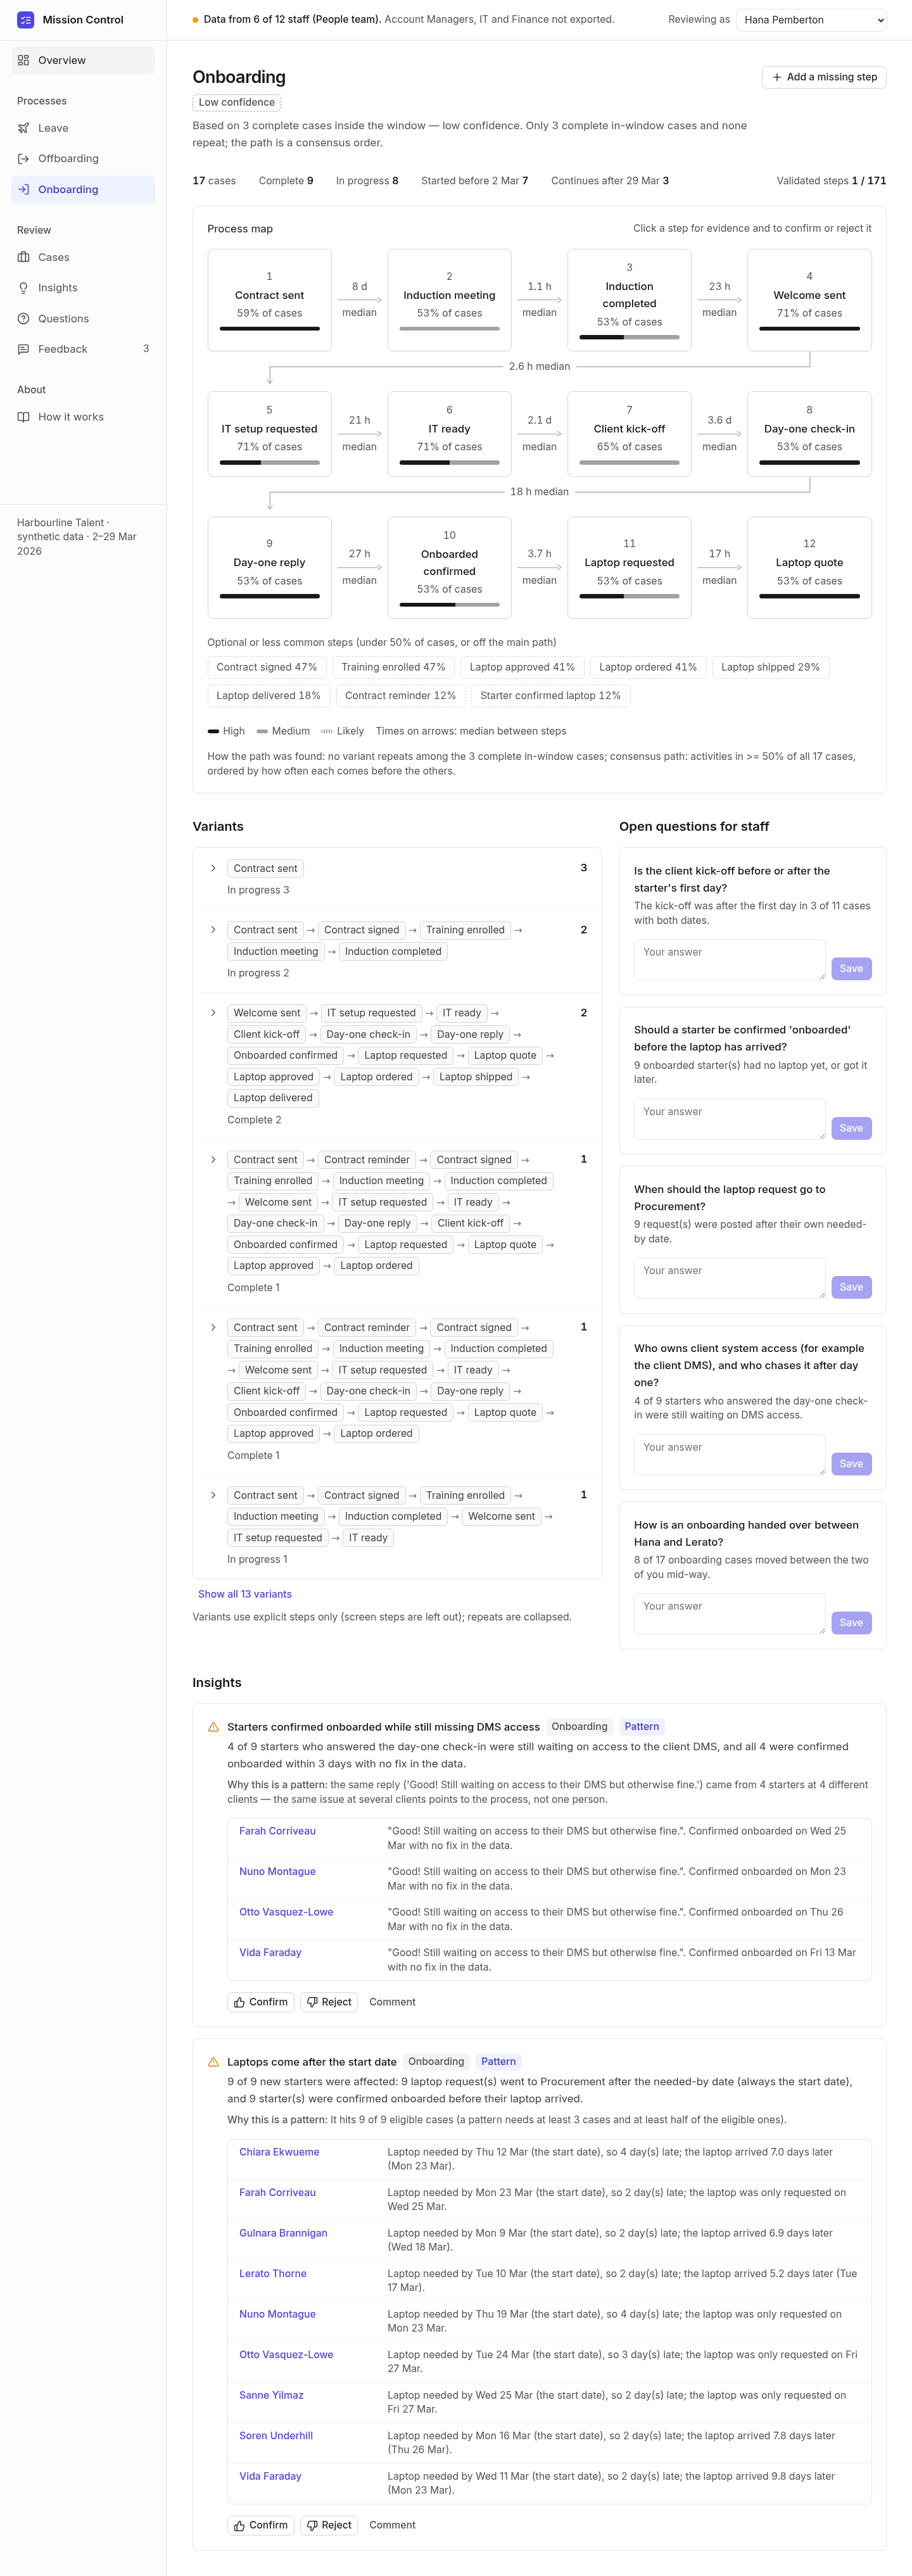 Mission Control
Data from 6 of 12 staff (People team). Account Managers, IT and Finance not exported.
Reviewing as
Hana Pemberton
Overview
Processes
Leave
Offboarding
Onboarding
Review
Cases
Insights
Questions
Feedback 3
About
How it works
Harbourline Talent ·
synthetic data · 2–29 Mar
2026
Onboarding
Add a missing step
Low confidence
Based on 3 complete cases inside the window — low confidence. Only 3 complete in-window cases and none
repeat; the path is a consensus order.
17 cases Complete 9 In progress 8 Started before 2 Mar 7 Continues after 29 Mar 3 Validated steps 1 / 171
Process map
Click a step for evidence and to confirm or reject it
1
Contract sent
59% of cases
8 d
median
2
Induction meeting
53% of cases
1.1 h
median
3
Induction
completed
53% of cases
23 h
median
4
Welcome sent
71% of cases
2.6 h median
5
IT setup requested
71% of cases
21 h
median
6
IT ready
71% of cases
2.1 d
median
7
Client kick-off
65% of cases
3.6 d
median
8
Day-one check-in
53% of cases
18 h median
9
Day-one reply
53% of cases
27 h
median
10
Onboarded
confirmed
53% of cases
3.7 h
median
11
Laptop requested
53% of cases
17 h
median
12
Laptop quote
53% of cases
Optional or less common steps (under 50% of cases, or off the main path)
Contract signed 47% Training enrolled 47% Laptop approved 41% Laptop ordered 41% Laptop shipped 29%
Laptop delivered 18% Contract reminder 12% Starter confirmed laptop 12%
High Medium Likely Times on arrows: median between steps
How the path was found: no variant repeats among the 3 complete in-window cases; consensus path: activities in >= 50% of all 17 cases,
ordered by how often each comes before the others.
Variants
Contract sent 3
In progress 3
Contract sent → Contract signed → Training enrolled → 2
Induction meeting → Induction completed
In progress 2
Welcome sent → IT setup requested → IT ready → 2
Client kick-off → Day-one check-in → Day-one reply →
Onboarded confirmed → Laptop requested → Laptop quote →
Laptop approved → Laptop ordered → Laptop shipped →
Laptop delivered
Complete 2
Contract sent → Contract reminder → Contract signed → 1
Training enrolled → Induction meeting → Induction completed
→ Welcome sent → IT setup requested → IT ready →
Day-one check-in → Day-one reply → Client kick-off →
Onboarded confirmed → Laptop requested → Laptop quote →
Laptop approved → Laptop ordered
Complete 1
Contract sent → Contract reminder → Contract signed → 1
Training enrolled → Induction meeting → Induction completed
→ Welcome sent → IT setup requested → IT ready →
Client kick-off → Day-one check-in → Day-one reply →
Onboarded confirmed → Laptop requested → Laptop quote →
Laptop approved → Laptop ordered
Complete 1
Contract sent → Contract signed → Training enrolled → 1
Induction meeting → Induction completed → Welcome sent →
IT setup requested → IT ready
In progress 1
Show all 13 variants
Variants use explicit steps only (screen steps are left out); repeats are collapsed.
Open questions for staff
Is the client kick-off before or after the
starter's first day?
The kick-off was after the first day in 3 of 11 cases
with both dates.
Your answer
Save
Should a starter be confirmed 'onboarded'
before the laptop has arrived?
9 onboarded starter(s) had no laptop yet, or got it
later.
Your answer
Save
When should the laptop request go to
Procurement?
9 request(s) were posted after their own needed-
by date.
Your answer
Save
Who owns client system access (for example
the client DMS), and who chases it after day
one?
4 of 9 starters who answered the day-one check-
in were still waiting on DMS access.
Your answer
Save
How is an onboarding handed over between
Hana and Lerato?
8 of 17 onboarding cases moved between the two
of you mid-way.
Your answer
Save
Insights
Starters confirmed onboarded while still missing DMS access Onboarding Pattern
4 of 9 starters who answered the day-one check-in were still waiting on access to the client DMS, and all 4 were confirmed
onboarded within 3 days with no fix in the data.
Why this is a pattern: the same reply ('Good! Still waiting on access to their DMS but otherwise fine.') came from 4 starters at 4 different
clients — the same issue at several clients points to the process, not one person.
Farah Corriveau
"Good! Still waiting on access to their DMS but otherwise fine.". Confirmed onboarded on Wed 25
Mar with no fix in the data.
Nuno Montague
"Good! Still waiting on access to their DMS but otherwise fine.". Confirmed onboarded on Mon 23
Mar with no fix in the data.
Otto Vasquez-Lowe
"Good! Still waiting on access to their DMS but otherwise fine.". Confirmed onboarded on Thu 26
Mar with no fix in the data.
Vida Faraday
"Good! Still waiting on access to their DMS but otherwise fine.". Confirmed onboarded on Fri 13 Mar
with no fix in the data.
Confirm Reject Comment
Laptops come after the start date Onboarding Pattern
9 of 9 new starters were affected: 9 laptop request(s) went to Procurement after the needed-by date (always the start date),
and 9 starter(s) were confirmed onboarded before their laptop arrived.
Why this is a pattern: It hits 9 of 9 eligible cases (a pattern needs at least 3 cases and at least half of the eligible ones).
Chiara Ekwueme
Laptop needed by Thu 12 Mar (the start date), so 4 day(s) late; the laptop arrived 7.0 days later
(Mon 23 Mar).
Farah Corriveau
Laptop needed by Mon 23 Mar (the start date), so 2 day(s) late; the laptop was only requested on
Wed 25 Mar.
Gulnara Brannigan
Laptop needed by Mon 9 Mar (the start date), so 2 day(s) late; the laptop arrived 6.9 days later
(Wed 18 Mar).
Lerato Thorne
Laptop needed by Tue 10 Mar (the start date), so 2 day(s) late; the laptop arrived 5.2 days later (Tue
17 Mar).
Nuno Montague
Laptop needed by Thu 19 Mar (the start date), so 4 day(s) late; the laptop was only requested on
Mon 23 Mar.
Otto Vasquez-Lowe
Laptop needed by Tue 24 Mar (the start date), so 3 day(s) late; the laptop was only requested on Fri
27 Mar.
Sanne Yilmaz
Laptop needed by Wed 25 Mar (the start date), so 2 day(s) late; the laptop was only requested on
Fri 27 Mar.
Soren Underhill
Laptop needed by Mon 16 Mar (the start date), so 2 day(s) late; the laptop arrived 7.8 days later
(Thu 26 Mar).
Vida Faraday
Laptop needed by Wed 11 Mar (the start date), so 2 day(s) late; the laptop arrived 9.8 days later
(Mon 23 Mar).
Confirm Reject Comment